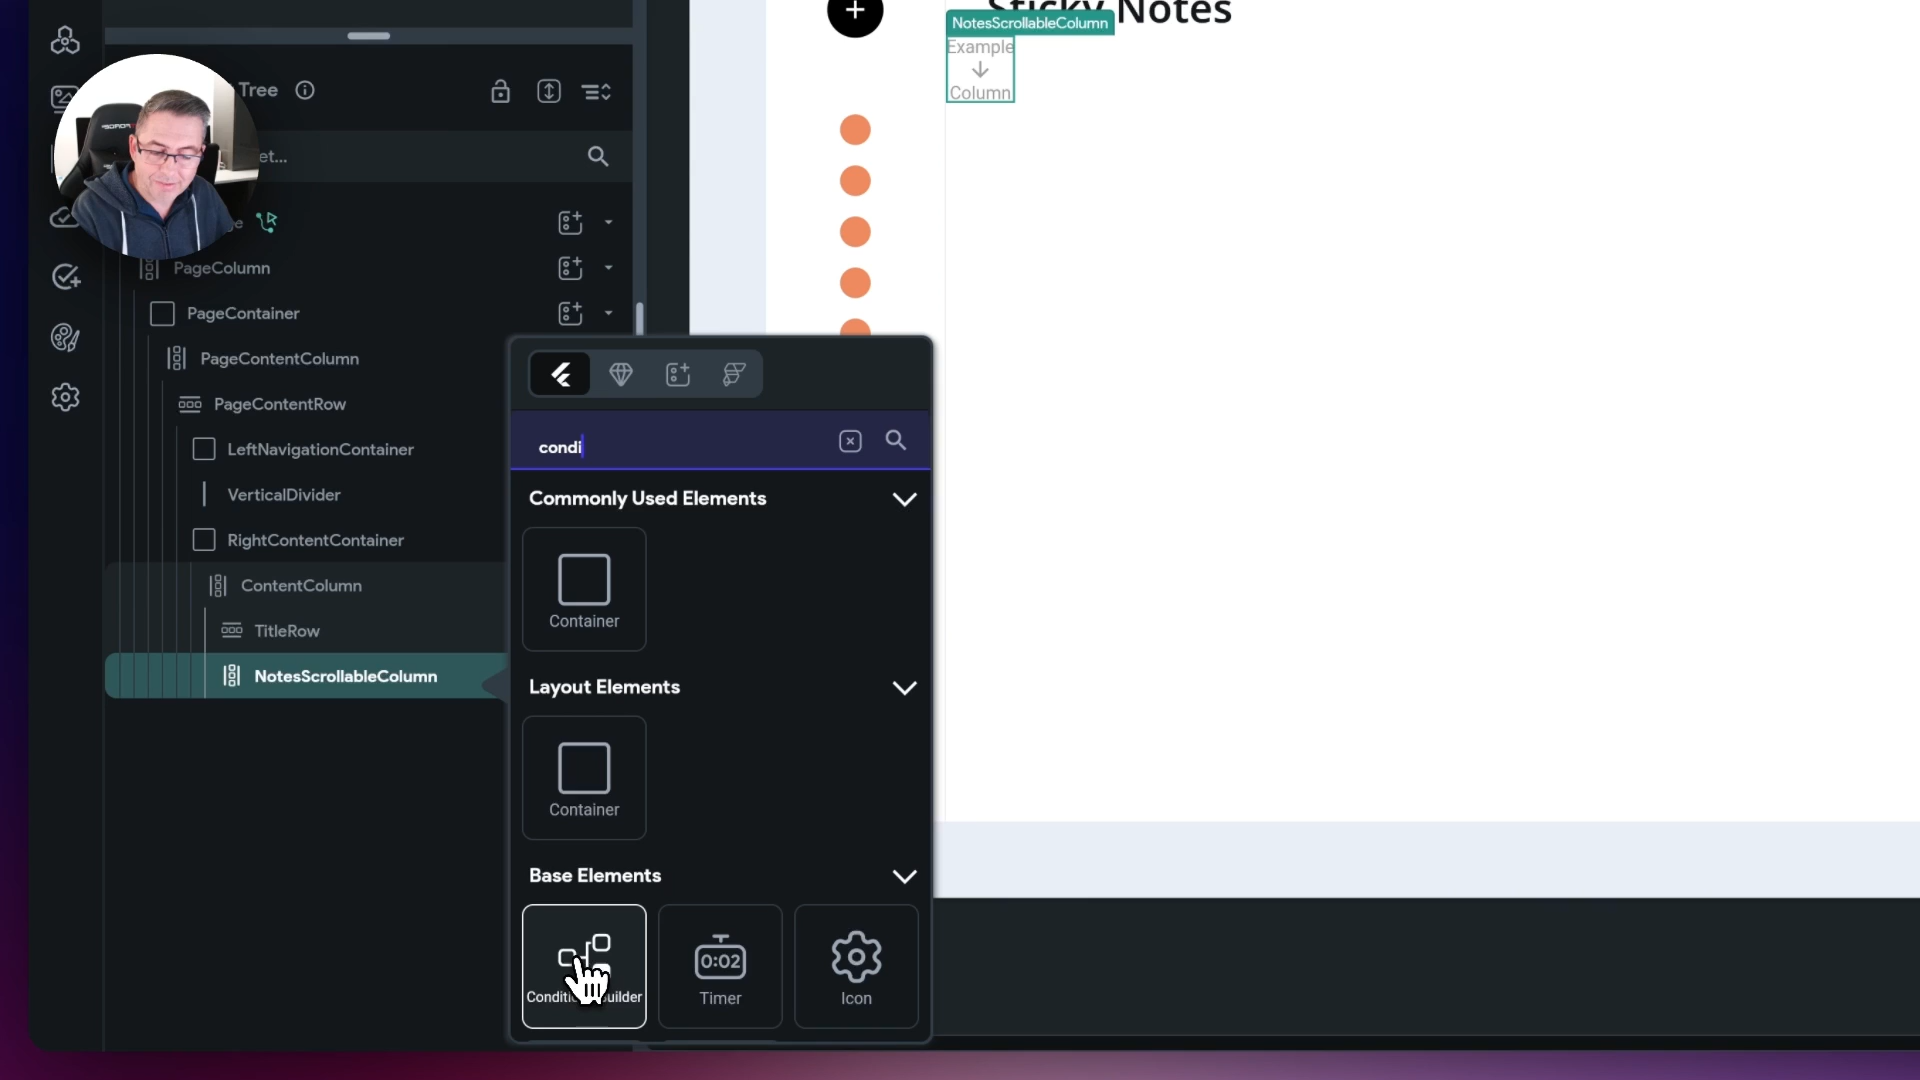 Sticky Notes
NotesScrollableColumn
Example
Column
Tree
et...
e
PageColumn
PageContainer
PageContentColumn
PageContentRow
LeftNavigationContainer
VerticalDivider
RightContentContainer
ContentColumn
TitleRow
NotesScrollableColumn
condi
Commonly Used Elements
Container
Layout Elements
Container
Base Elements
0:02
Timer
Icon